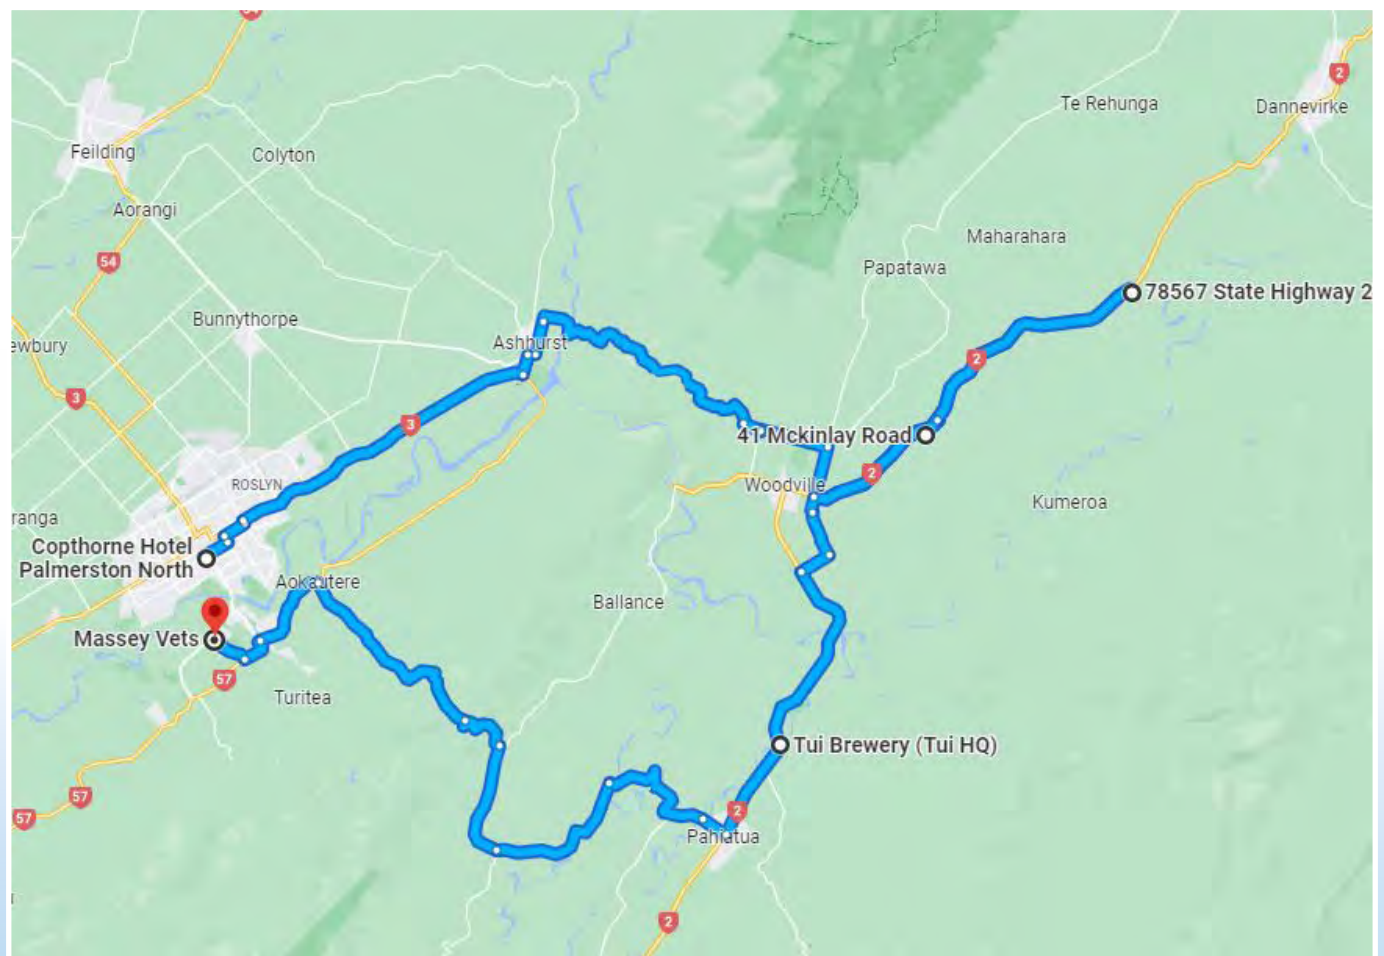 54
2
Te Rehunga
Dannevirke
Feilding
Colyton
Aorangi
Maharahara
54
Papatawa
78567 State Highway 2
Bunnythorpe
ewbury
Ashhurst
2
3
3
41 Mckinlay Road
2
ROSLYN
Woodville
Kumeroa
ranga
Copthorne Hotel
Palmerston North
Aokautere
Ballance
Massey Vets
57
Turitea
Tui Brewery (Tui HQ)
57
2
57
Pahiatua
2